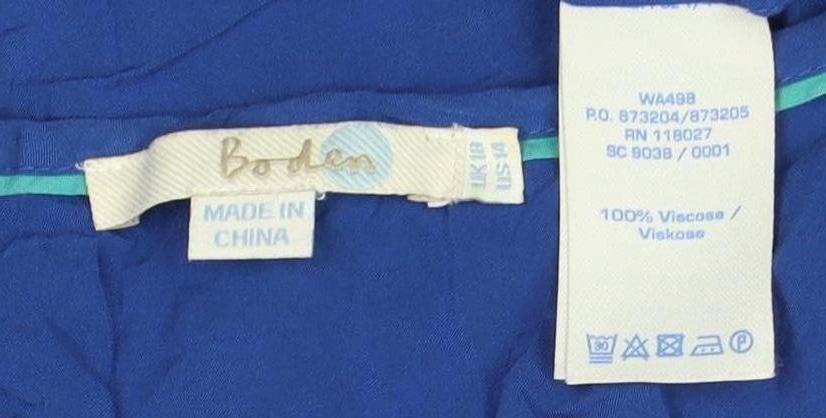 Boden
UK 18
US 14
MADE IN
CHINA
WA498
P.O. 873204/873205
RN 118027
SC 9038 / 0001
100% Viscose /
Viskose
30
P